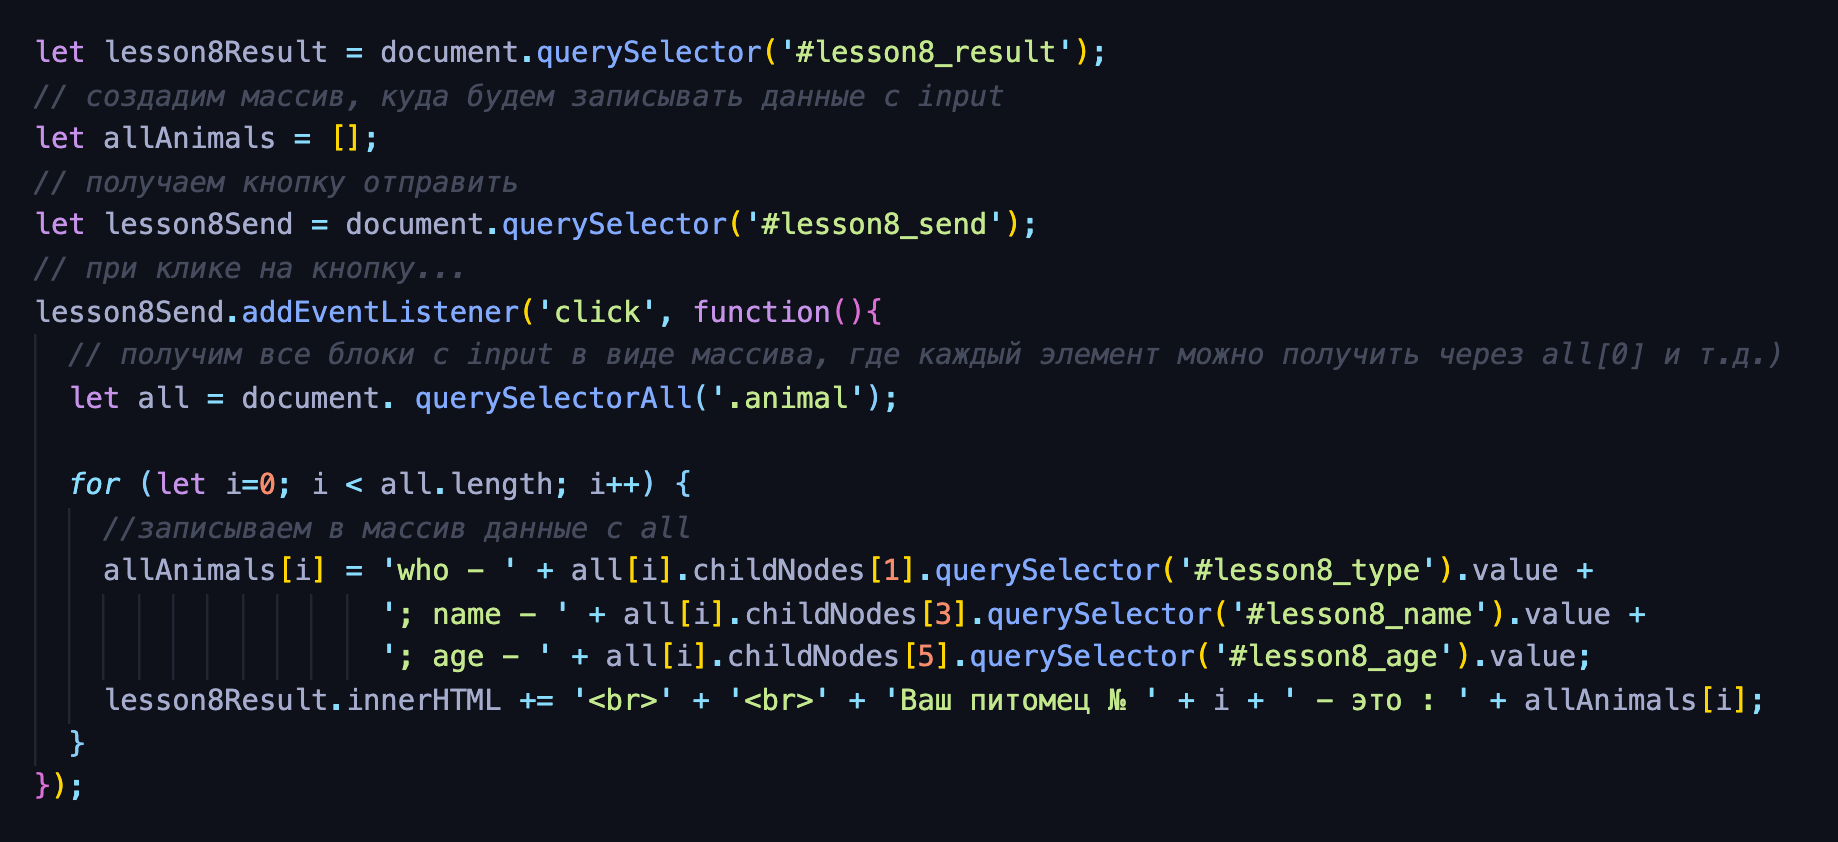 let lesson8Result = document.querySelector('#lesson8_result');
// создадим массив, куда будем записывать данные с input
let allAnimals = [];
// получаем кнопку отправить
let lesson8Send = document.querySelector('#lesson8_send');
// при клике на кнопку...
lesson8Send.addEventListener('click', function(){
// получим все блоки с input в виде массива, где каждый элемент можно получить через all[0] и т.д.)
let all = document. querySelectorAll('.animal');
for (let i=0; i < all.length; i++) {
//записываем в массив данные с all
allAnimals[i] = 'who - ' + all[i].childNodes[1].querySelector('#lesson8_type').value +
'; name - ' + all[i].childNodes[3].querySelector('#lesson8_name').value +
'; age - ' + all[i].childNodes[5].querySelector('#lesson8_age').value;
lesson8Result.innerHTML += '<br>' + '<br>' + 'Ваш питомец № ' + i + ' - это : ' + allAnimals[i];
}
});